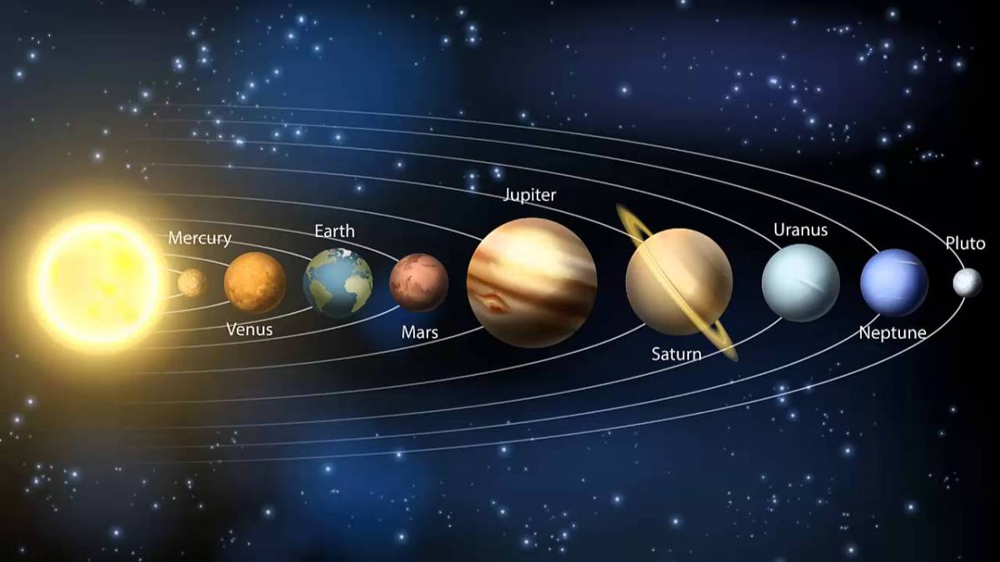 Mercury
Venus
Earth
Mars
Jupiter
Saturn
Uranus
Neptune
Pluto